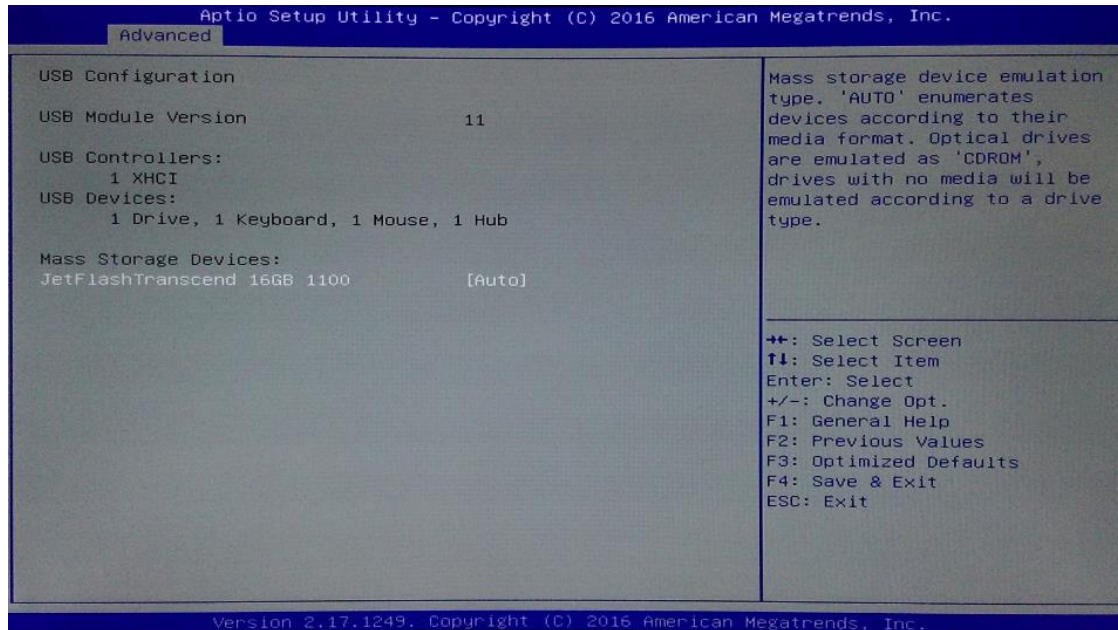 Aptio Setup Utility – Copyright (C) 2016 American Megatrends, Inc.
Advanced
USB Configuration
USB Module Version 11
USB Controllers:
1 XHCI
USB Devices:
1 Drive, 1 Keyboard, 1 Mouse, 1 Hub
Mass Storage Devices:
JetFlashTranscend 16GB 1100 [Auto]
Mass storage device emulation
type. 'AUTO' enumerates
devices according to their
media format. Optical drives
are emulated as 'CDROM',
drives with no media will be
emulated according to a drive
type.
→←: Select Screen
↑↓: Select Item
Enter: Select
+/-: Change Opt.
F1: General Help
F2: Previous Values
F3: Optimized Defaults
F4: Save & Exit
ESC: Exit
Version 2.17.1249. Copyright (C) 2016 American Megatrends, Inc.